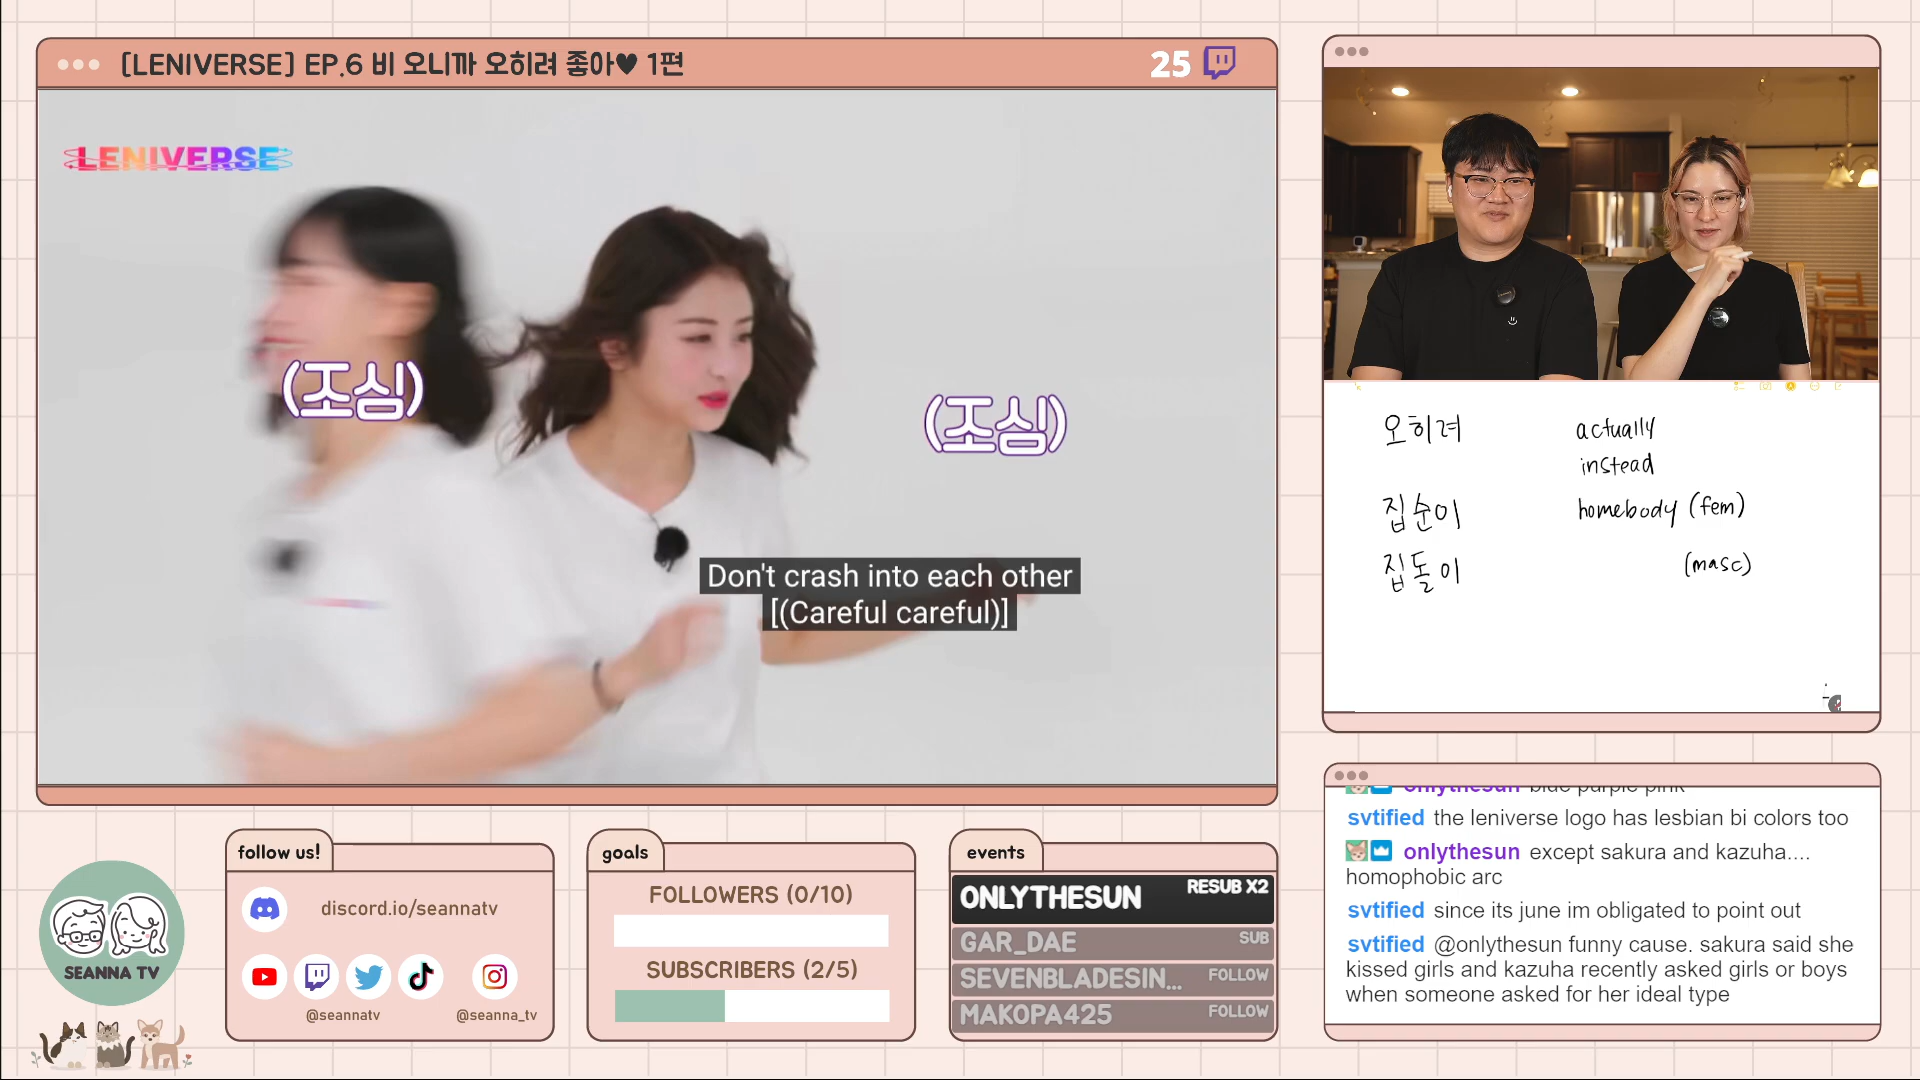 [LENIVERSE] EP.6 비 오니까 오히려 좋아♥ 1편
25
LENIVERSE
(조심)
(조심)
Don't crash into each other
[(Careful careful)]
오히려 actually
instead
집순이 homebody (fem)
집돌이 (masc)
onlythesun blue purple pink
svtified the leniverse logo has lesbian bi colors too
onlythesun except sakura and kazuha....
homophobic arc
svtified since its june im obligated to point out
svtified @onlythesun funny cause. sakura said she
kissed girls and kazuha recently asked girls or boys
when someone asked for her ideal type
SEANNA TV
follow us!
discord.io/seannatv
@seannatv
@seanna_tv
goals
FOLLOWERS (0/10)
SUBSCRIBERS (2/5)
events
ONLYTHESUN RESUB X2
GAR_DAE SUB
SEVENBLADESIN... FOLLOW
MAKOPA425 FOLLOW